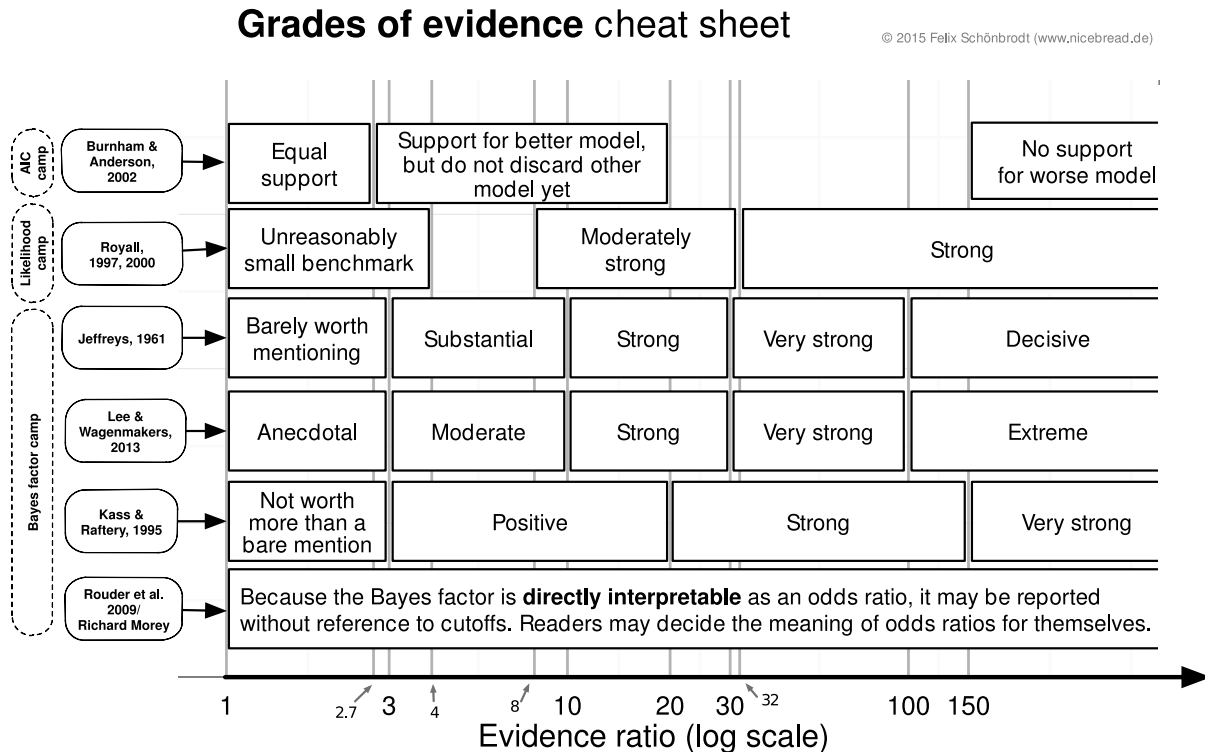 Grades of evidence cheat sheet
© 2015 Felix Schönbrodt (www.nicebread.de)
AIC
camp
Burnham &
Anderson,
2002
Equal
support
Support for better model,
but do not discard other
model yet
No support
for worse model
Likelihood
camp
Royall,
1997, 2000
Unreasonably
small benchmark
Moderately
strong
Strong
Bayes factor camp
Jeffreys, 1961
Barely worth
mentioning
Substantial
Strong
Very strong
Decisive
Lee &
Wagenmakers,
2013
Anecdotal
Moderate
Strong
Very strong
Extreme
Kass &
Raftery, 1995
Not worth
more than a
bare mention
Positive
Strong
Very strong
Rouder et al.
2009/
Richard Morey
Because the Bayes factor is directly interpretable as an odds ratio, it may be reported
without reference to cutoffs. Readers may decide the meaning of odds ratios for themselves.
1 2.7 3 4 8 10 20 30 32 100 150
Evidence ratio (log scale)